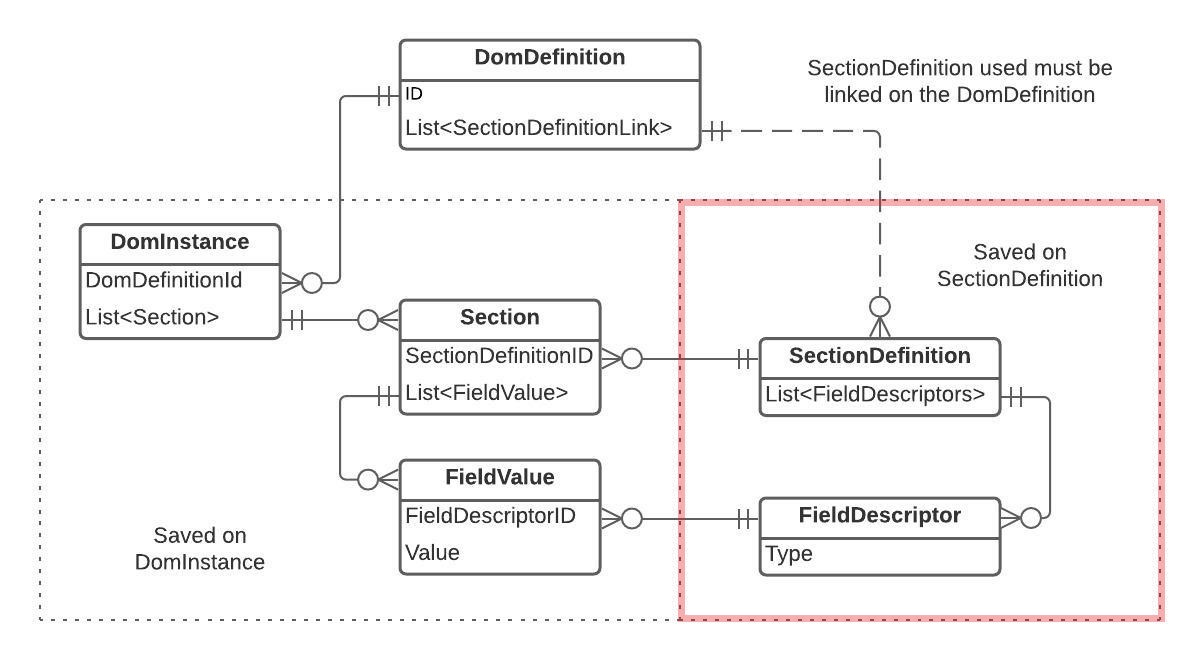 DomDefinition
ID
List<SectionDefinitionLink>
SectionDefinition used must be
linked on the DomDefinition
DomInstance
DomDefinitionId
List<Section>
Section
SectionDefinitionID
List<FieldValue>
Saved on
SectionDefinition
SectionDefinition
List<FieldDescriptors>
FieldValue
FieldDescriptorID
Value
FieldDescriptor
Type
Saved on
DomInstance